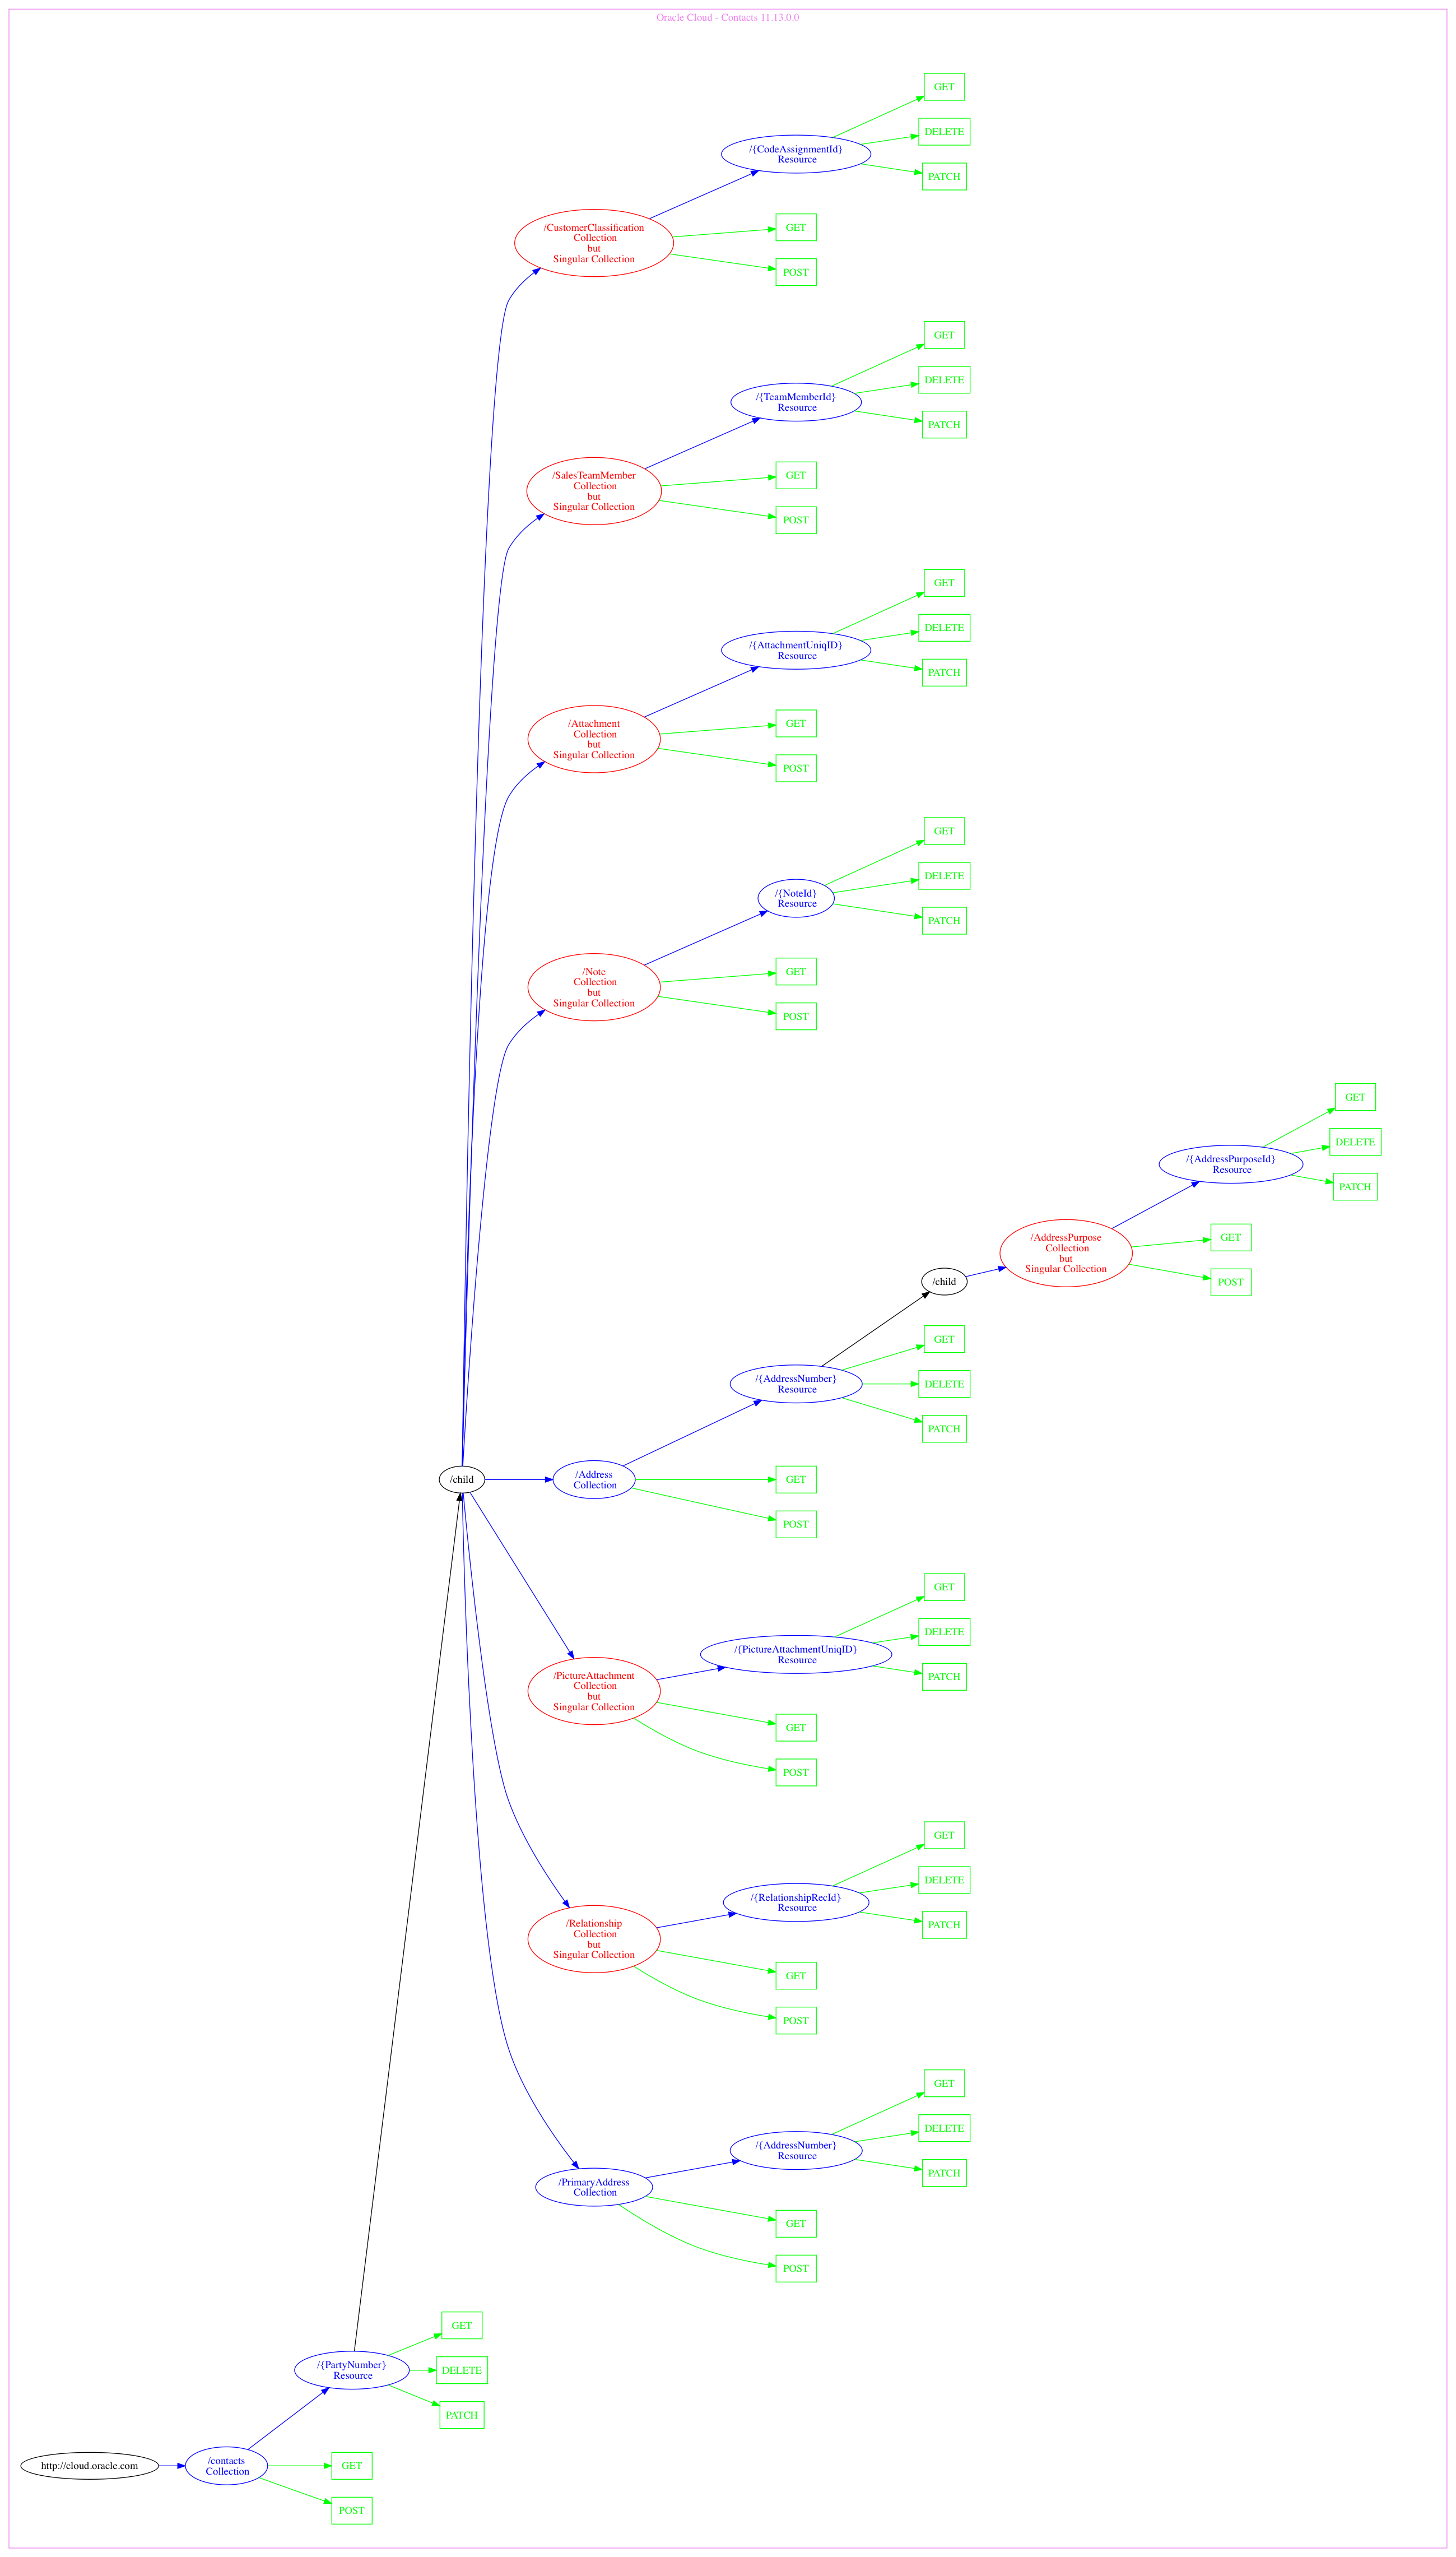 Oracle Cloud - Contacts 11.13.0.0
GET
DELETE
/{CodeAssignmentId}
Resource
PATCH
/CustomerClassification
Collection
but
Singular Collection
GET
POST
GET
DELETE
/{TeamMemberId}
Resource
PATCH
/SalesTeamMember
Collection
but
Singular Collection
GET
POST
GET
DELETE
/{AttachmentUniqID}
Resource
PATCH
/Attachment
Collection
but
Singular Collection
GET
POST
GET
DELETE
/{NoteId}
Resource
PATCH
/Note
Collection
but
Singular Collection
GET
POST
GET
DELETE
/{AddressPurposeId}
Resource
PATCH
/AddressPurpose
Collection
but
Singular Collection
GET
POST
/child
GET
/{AddressNumber}
Resource
DELETE
PATCH
/child
/Address
Collection
GET
POST
GET
DELETE
/{PictureAttachmentUniqID}
Resource
PATCH
/PictureAttachment
Collection
but
Singular Collection
GET
POST
GET
DELETE
/{RelationshipRecId}
Resource
PATCH
/Relationship
Collection
but
Singular Collection
GET
POST
GET
DELETE
/{AddressNumber}
Resource
PATCH
/PrimaryAddress
Collection
GET
POST
GET
/{PartyNumber}
Resource
DELETE
PATCH
http://cloud.oracle.com
/contacts
Collection
GET
POST